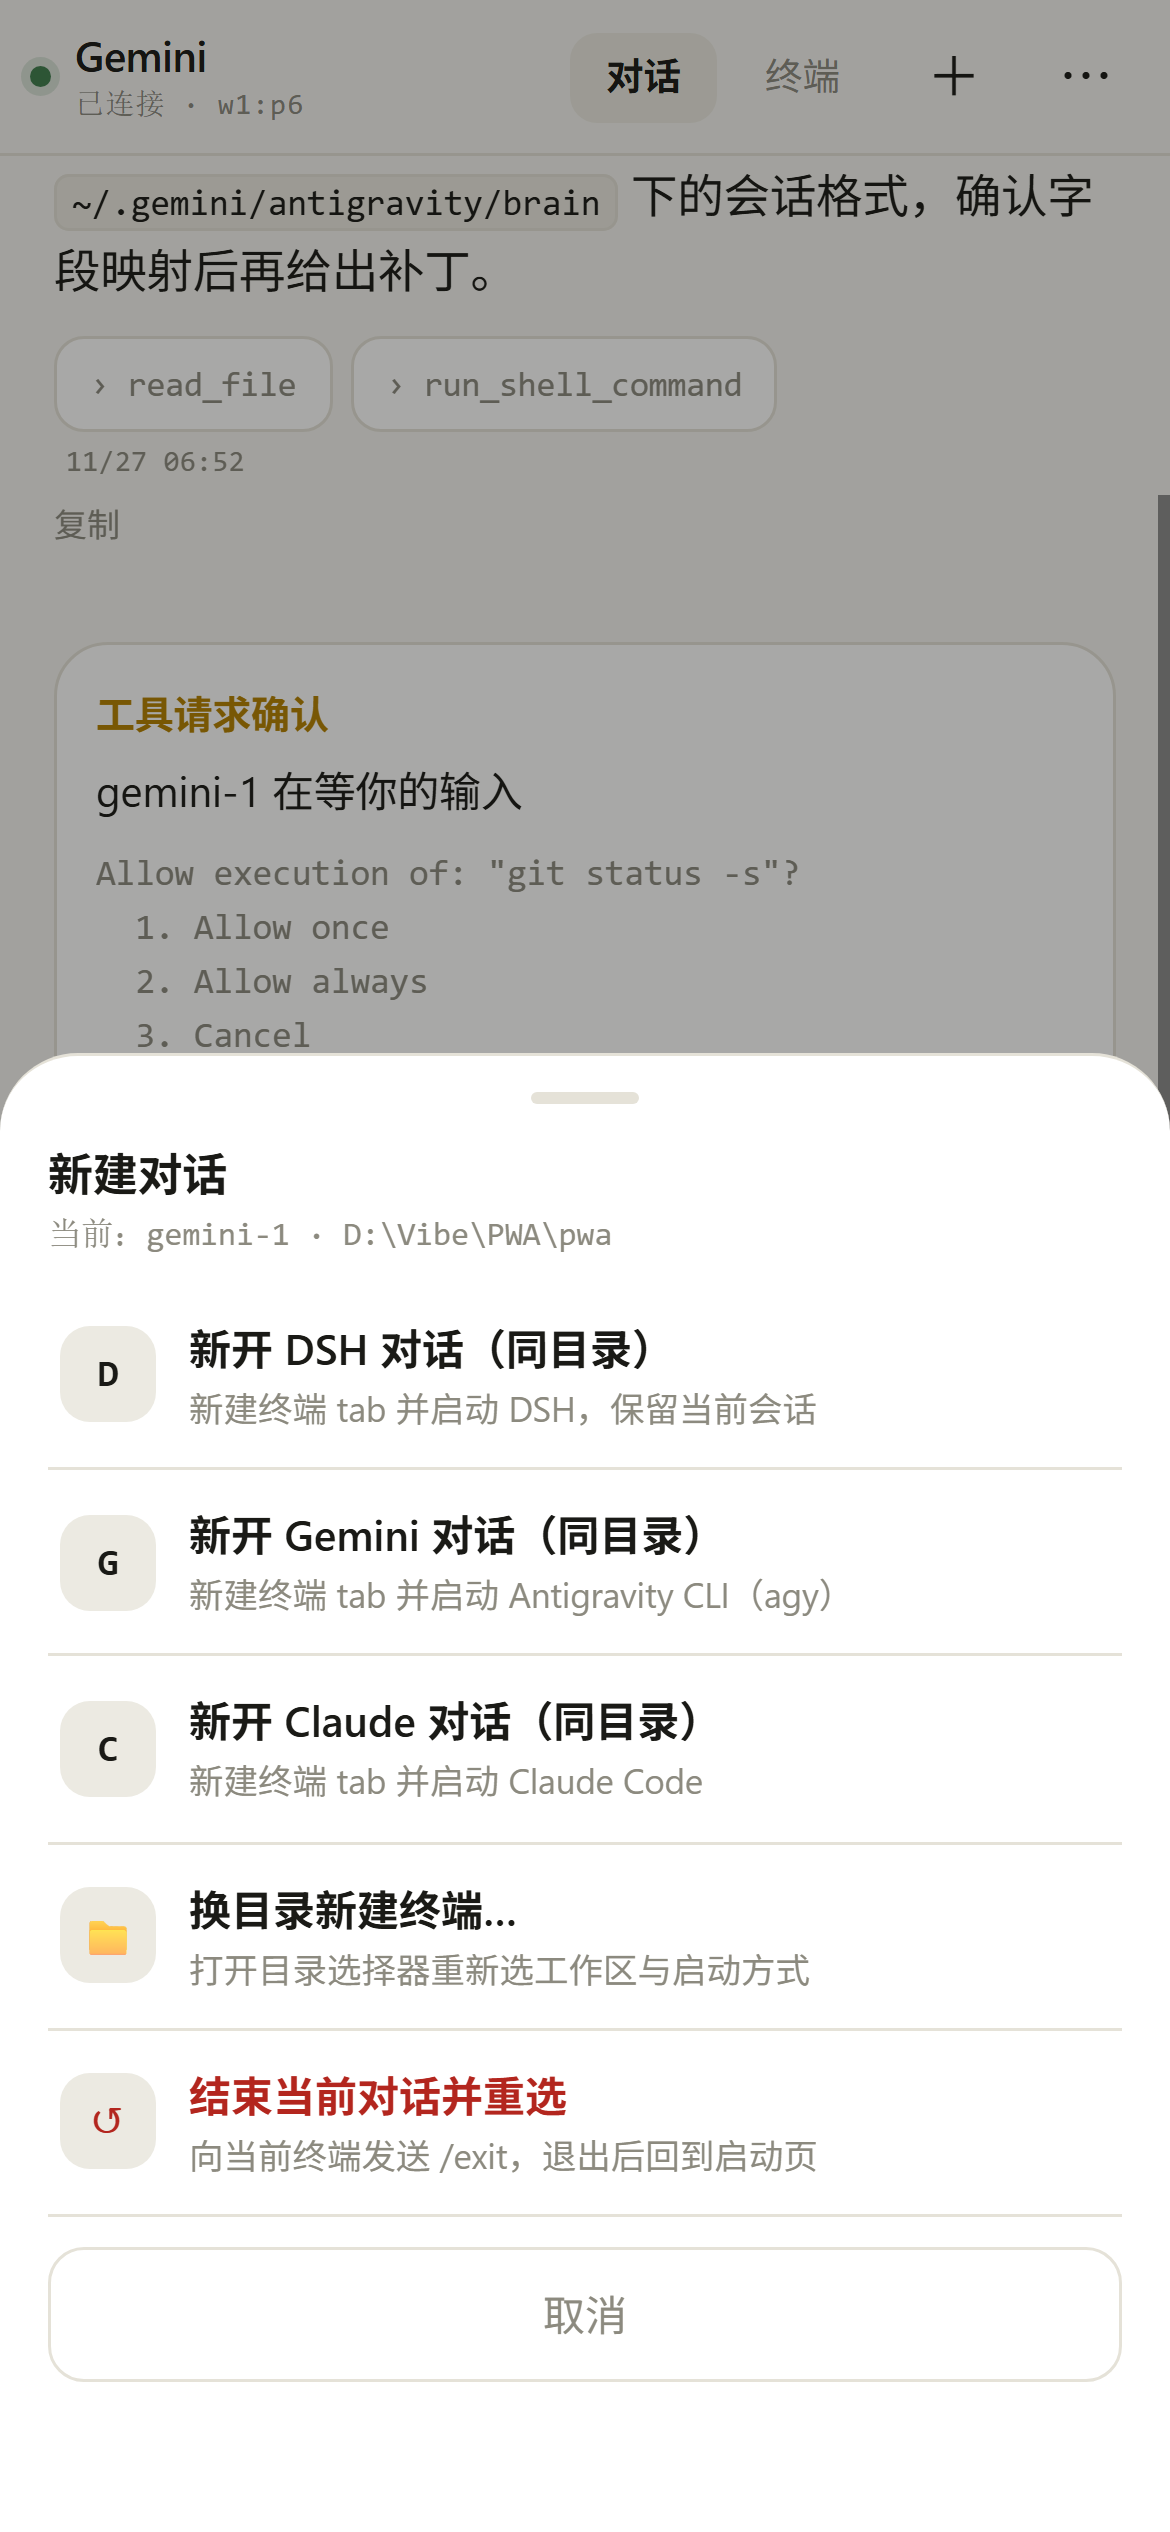 Gemini
已连接 · w1:p6
对话
终端
~/.gemini/antigravity/brain 下的会话格式，确认字
段映射后再给出补丁。
› read_file
› run_shell_command
11/27 06:52
复制
工具请求确认
gemini-1 在等你的输入
Allow execution of: "git status -s"?
1. Allow once
2. Allow always
3. Cancel
新建对话
当前：gemini-1 · D:\Vibe\PWA\pwa
D
新开 DSH 对话（同目录）
新建终端 tab 并启动 DSH，保留当前会话
G
新开 Gemini 对话（同目录）
新建终端 tab 并启动 Antigravity CLI（agy）
C
新开 Claude 对话（同目录）
新建终端 tab 并启动 Claude Code
换目录新建终端...
打开目录选择器重新选工作区与启动方式
结束当前对话并重选
向当前终端发送 /exit，退出后回到启动页
取消